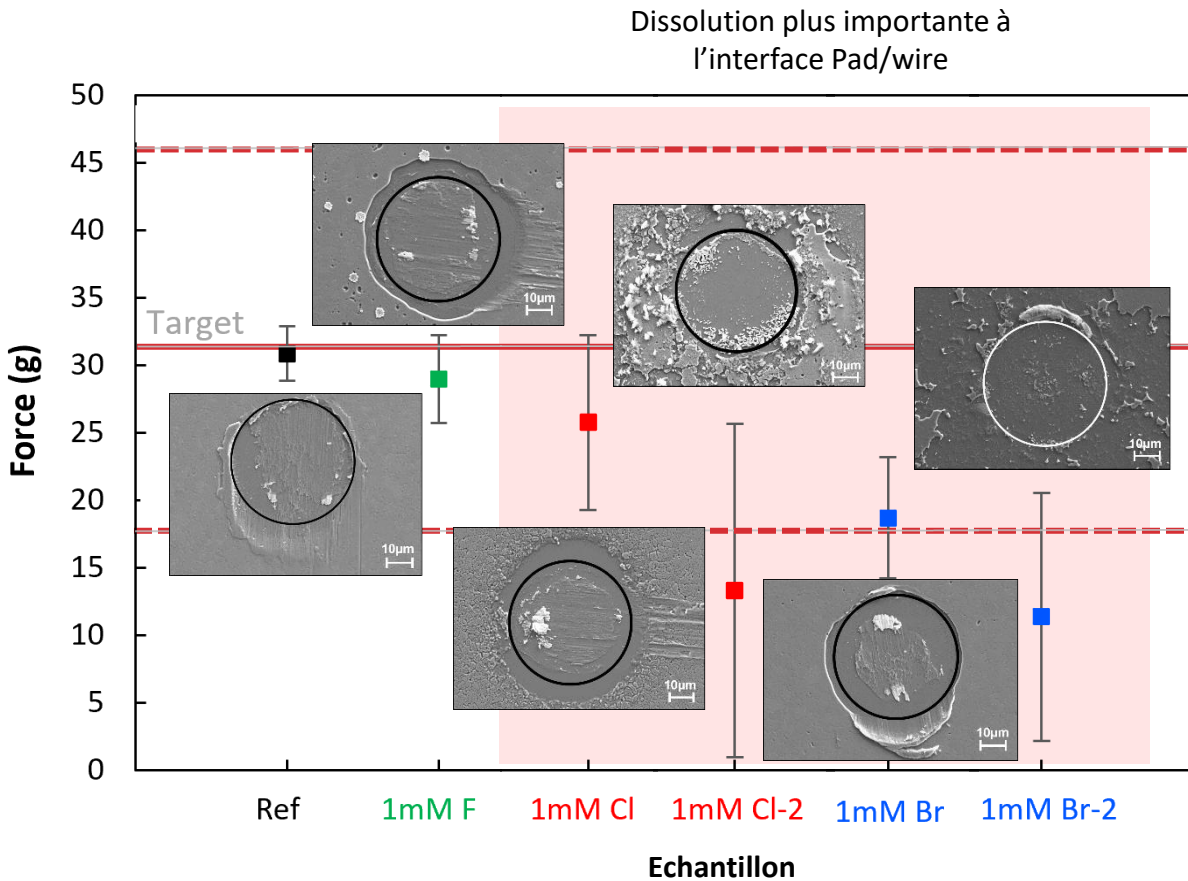 Dissolution plus importante à
l'interface Pad/wire
50
45
40
35
30
25
20
15
10
5
0
Force (g)
Target
10µm
10µm
10µm
10µm
10µm
10µm
Ref
1mM F
1mM Cl
1mM Cl-2
1mM Br
1mM Br-2
Echantillon